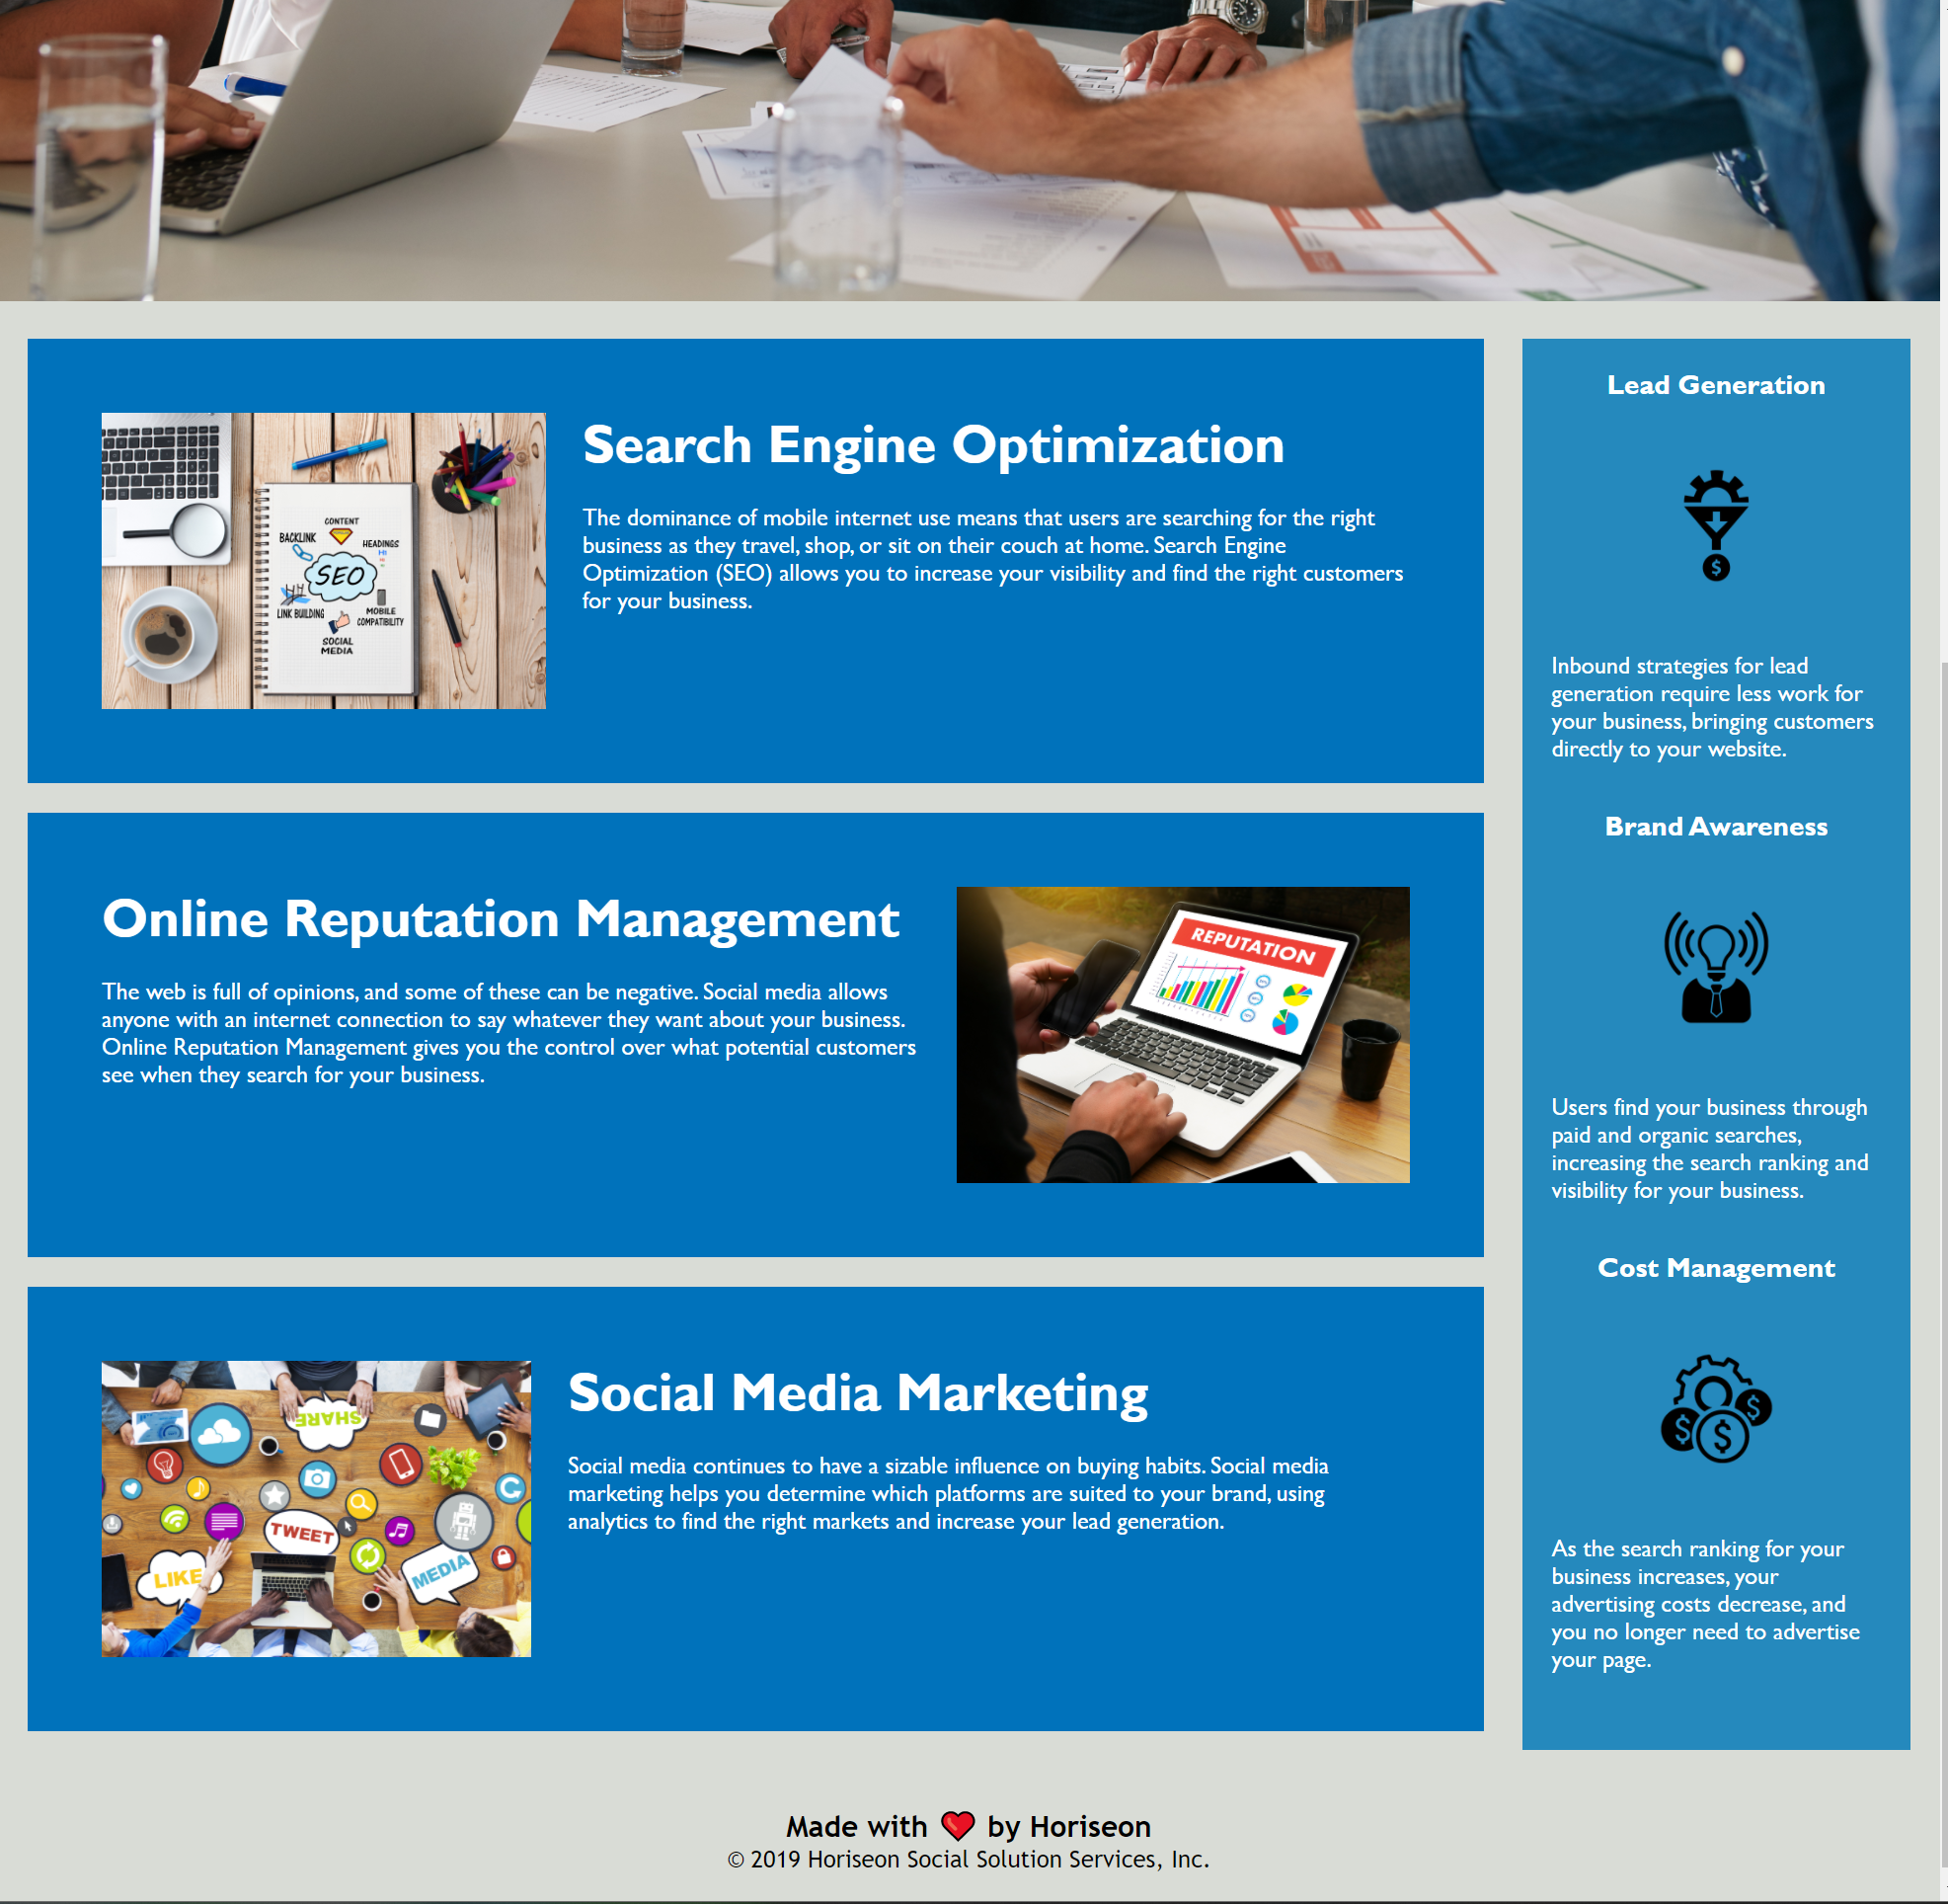 Search Engine Optimization
The dominance of mobile internet use means that users are searching for the right
business as they travel, shop, or sit on their couch at home. Search Engine
Optimization (SEO) allows you to increase your visibility and find the right customers
for your business.
CONTENT
BACKLINK
HEADINGS
H1
SEO
LINK BUILDING
MOBILE
COMPATIBILITY
SOCIAL
MEDIA
Online Reputation Management
The web is full of opinions, and some of these can be negative. Social media allows
anyone with an internet connection to say whatever they want about your business.
Online Reputation Management gives you the control over what potential customers
see when they search for your business.
REPUTATION
Social Media Marketing
Social media continues to have a sizable influence on buying habits. Social media
marketing helps you determine which platforms are suited to your brand, using
analytics to find the right markets and increase your lead generation.
SHARE
TWEET
LIKE
MEDIA
Lead Generation
$
Inbound strategies for lead
generation require less work for
your business, bringing customers
directly to your website.
Brand Awareness
Users find your business through
paid and organic searches,
increasing the search ranking and
visibility for your business.
Cost Management
$ $ $
As the search ranking for your
business increases, your
advertising costs decrease, and
you no longer need to advertise
your page.
Made with ❤️ by Horiseon
© 2019 Horiseon Social Solution Services, Inc.